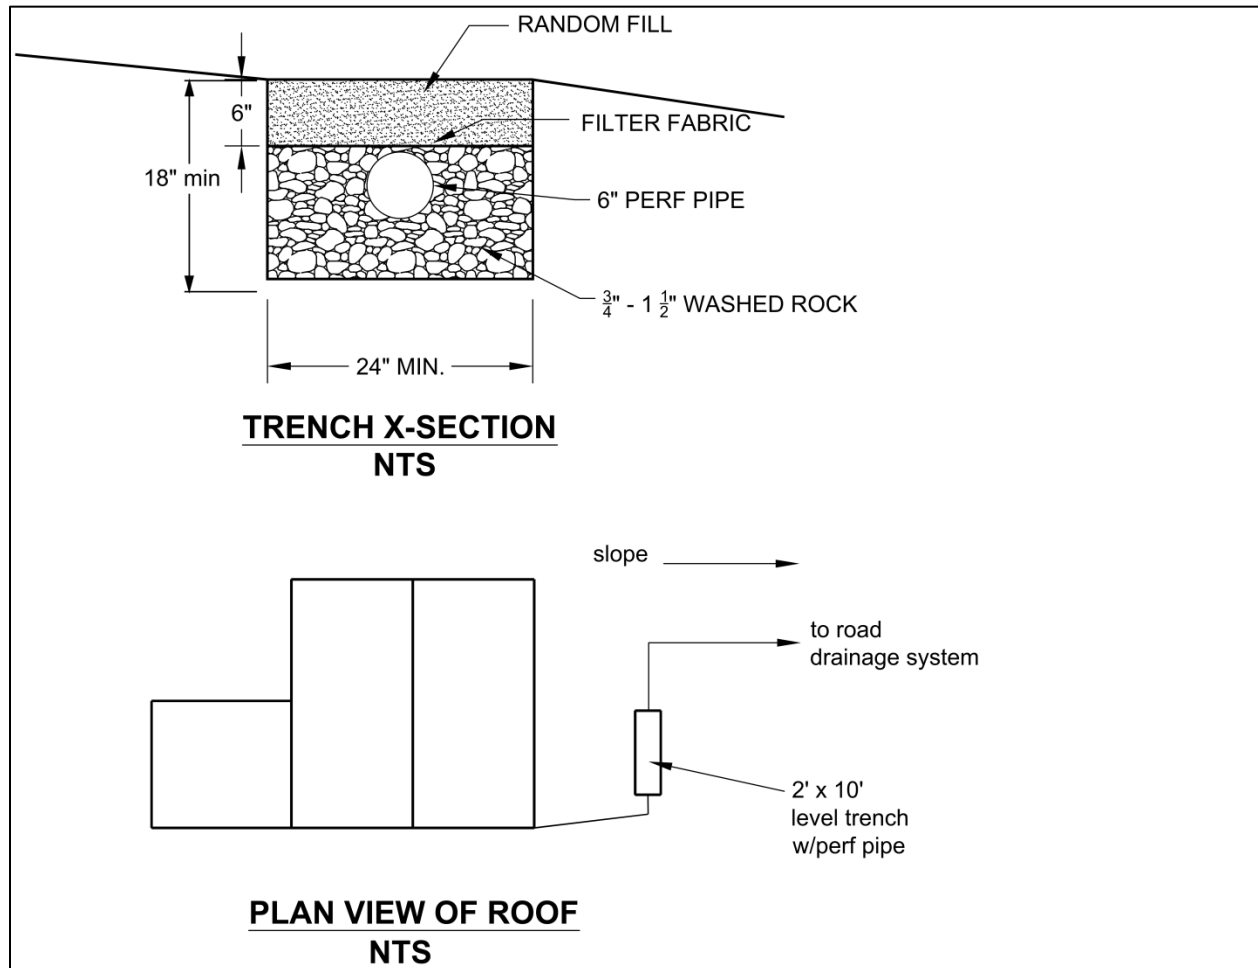 RANDOM FILL
6"
FILTER FABRIC
18" min
6" PERF PIPE
3/4" - 1 1/2" WASHED ROCK
24" MIN.
TRENCH X-SECTION
NTS
slope
to road
drainage system
2' x 10'
level trench
w/perf pipe
PLAN VIEW OF ROOF
NTS